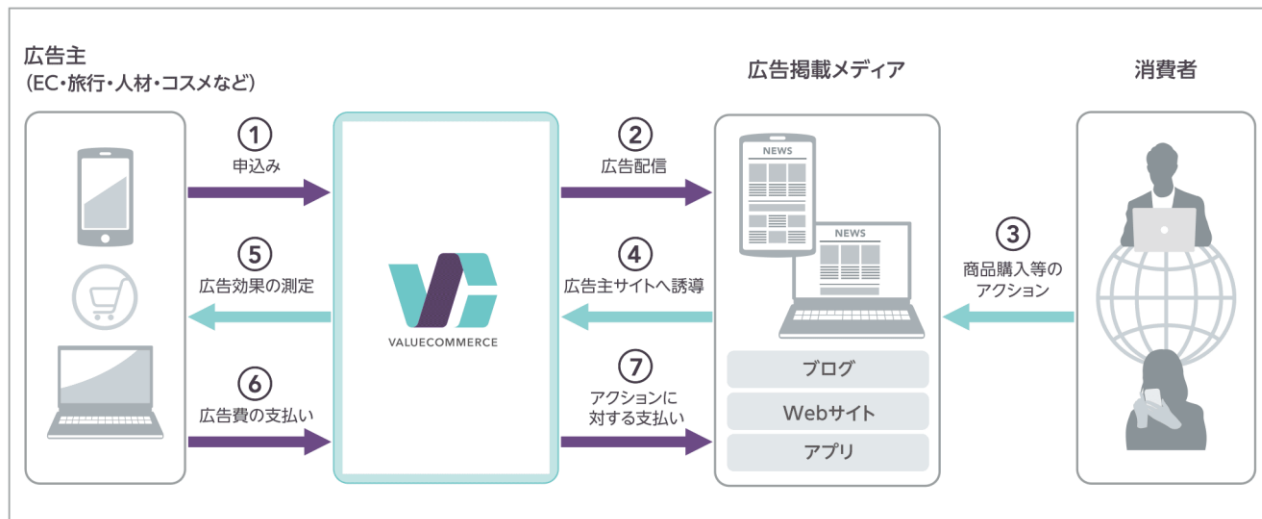 広告主
(EC・旅行・人材・コスメなど)
広告掲載メディア
消費者
①
申込み
②
広告配信
NEWS
NEWS
③
商品購入等の
アクション
⑤
広告効果の測定
④
広告主サイトへ誘導
VALUECOMMERCE
⑥
広告費の支払い
⑦
アクションに
対する支払い
ブログ
Webサイト
アプリ